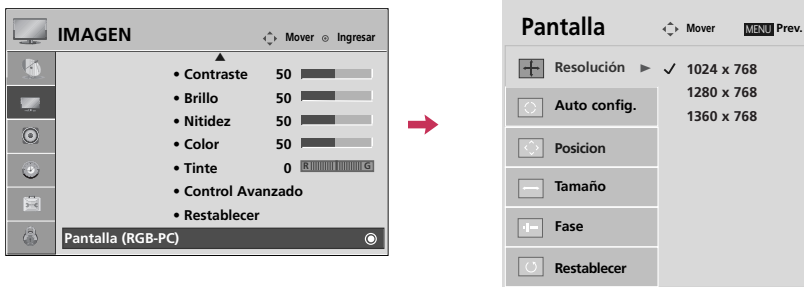 IMAGEN
Mover Ingresar
• Contraste 50
• Brillo 50
• Nitidez 50
• Color 50
• Tinte 0 R G
• Control Avanzado
• Restablecer
Pantalla (RGB-PC)
Pantalla
Mover MENU Prev.
Resolución ► ✓ 1024 x 768
1280 x 768
1360 x 768
Auto config.
Posicion
Tamaño
Fase
Restablecer